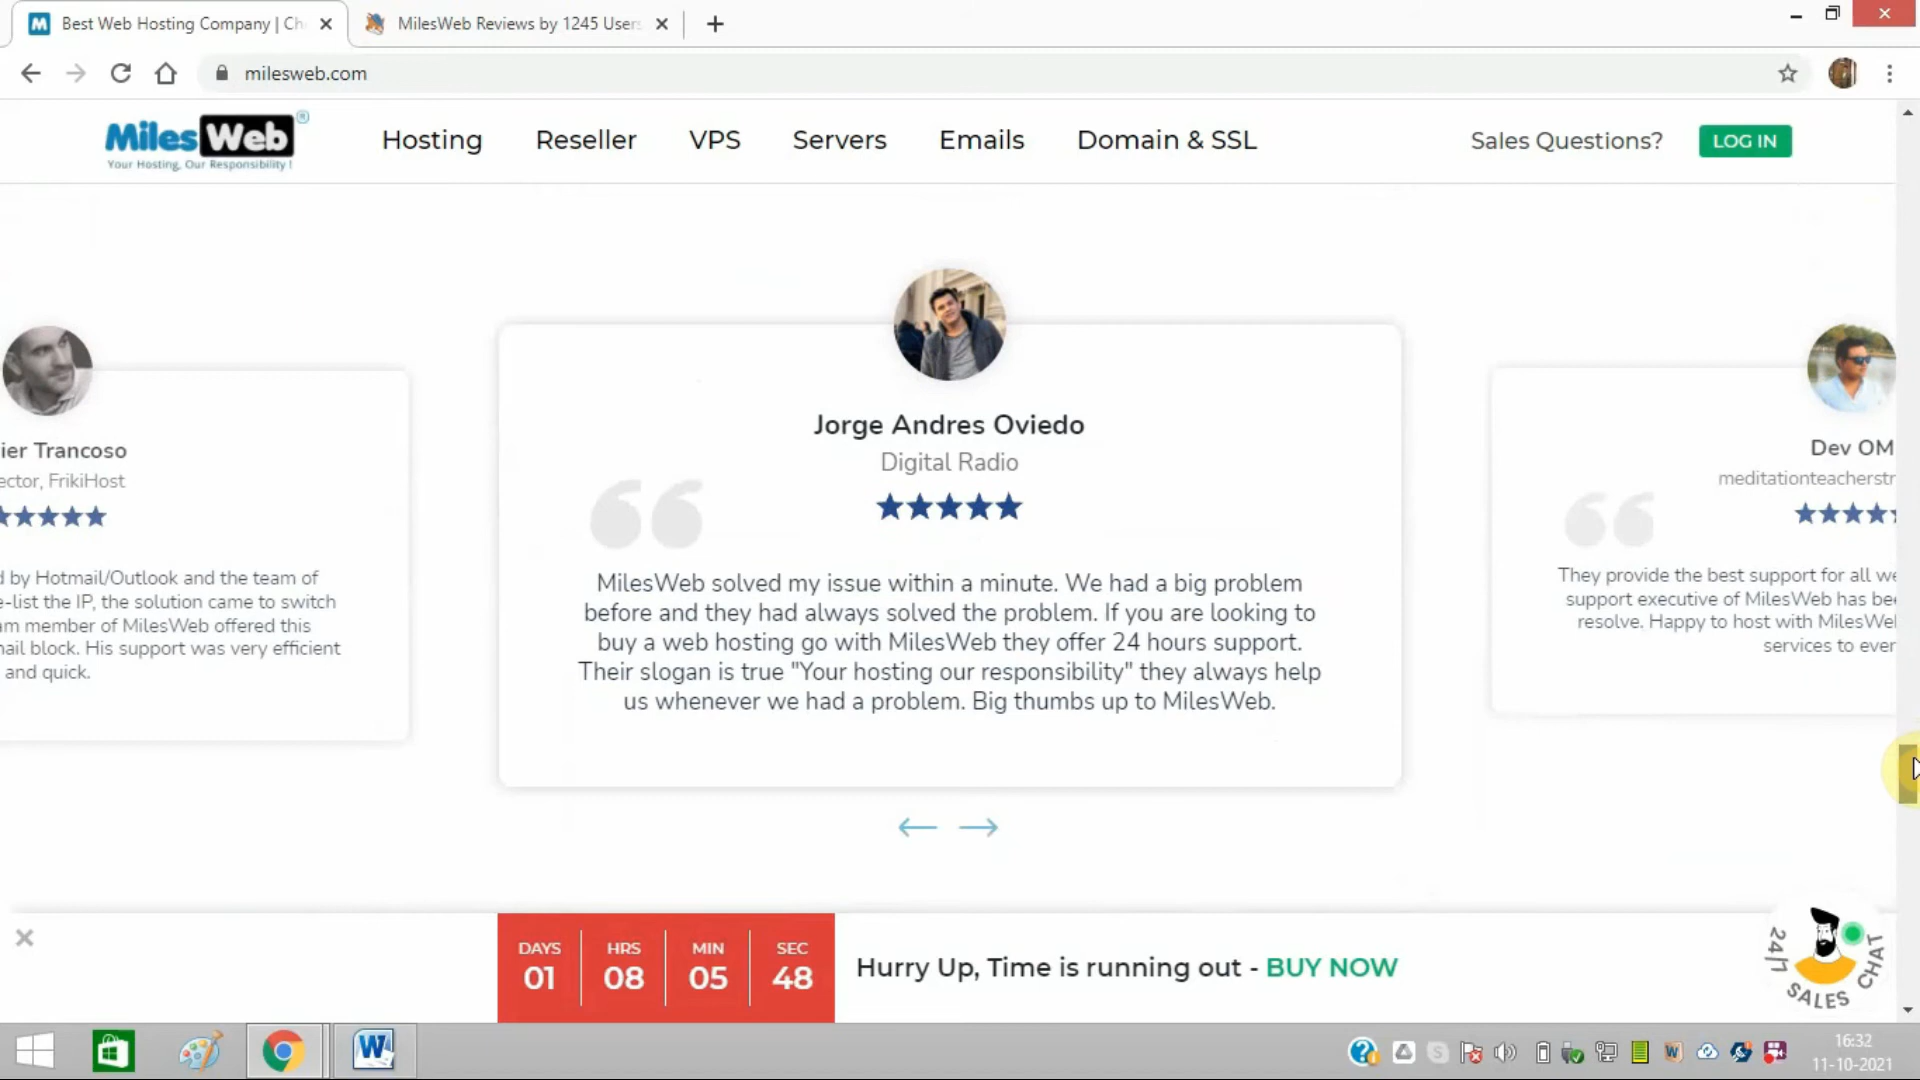 Best Web Hosting Company | Ch
MilesWeb Reviews by 1245 Users
milesweb.com
MilesWeb®
Your Hosting, Our Responsibility !
Hosting
Reseller
VPS
Servers
Emails
Domain & SSL
Sales Questions?
LOG IN
ier Trancoso
ector, FrikiHost
d by Hotmail/Outlook and the team of
e-list the IP, the solution came to switch
am member of MilesWeb offered this
nail block. His support was very efficient
and quick.
Jorge Andres Oviedo
Digital Radio
MilesWeb solved my issue within a minute. We had a big problem
before and they had always solved the problem. If you are looking to
buy a web hosting go with MilesWeb they offer 24 hours support.
Their slogan is true "Your hosting our responsibility" they always help
us whenever we had a problem. Big thumbs up to MilesWeb.
Dev OM
meditationteacherstr
They provide the best support for all we
support executive of MilesWeb has bee
resolve. Happy to host with MilesWeb
services to ever
DAYS
01
HRS
08
MIN
05
SEC
48
Hurry Up, Time is running out - BUY NOW
24/7 SALES CHAT
16:32
11-10-2021